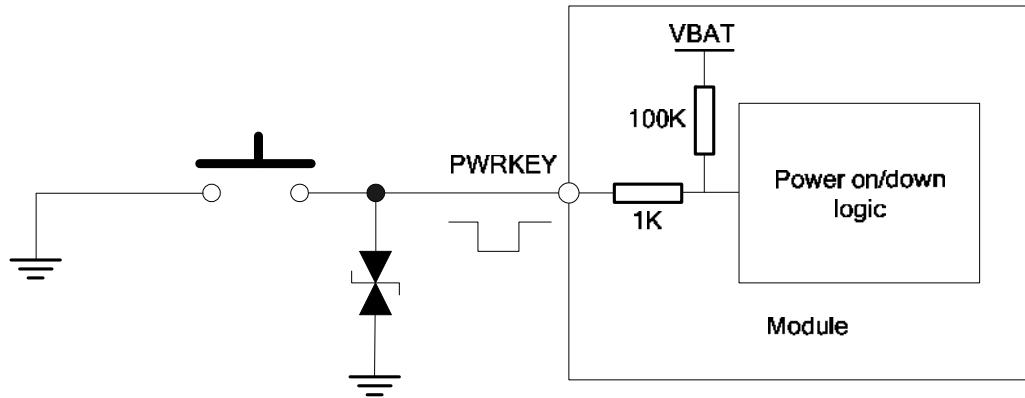 VBAT
100K
PWRKEY
1K
Power on/down
logic
Module